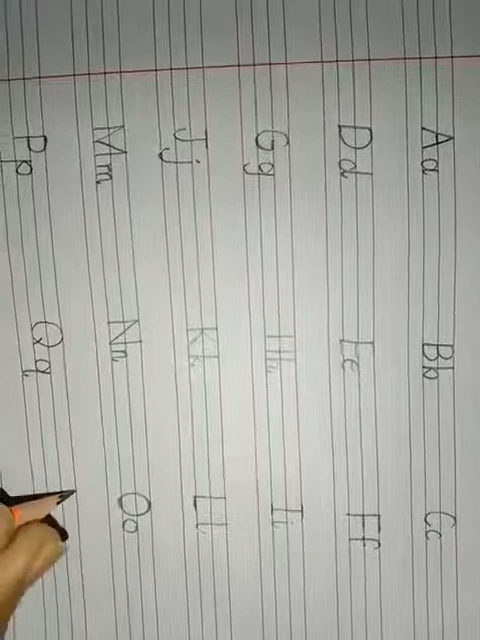 Aa Bb Cc
Dd Ee Ff
Gg Hh Ii
Jj Kk Ll
Mm Nn Oo
Pp Qq